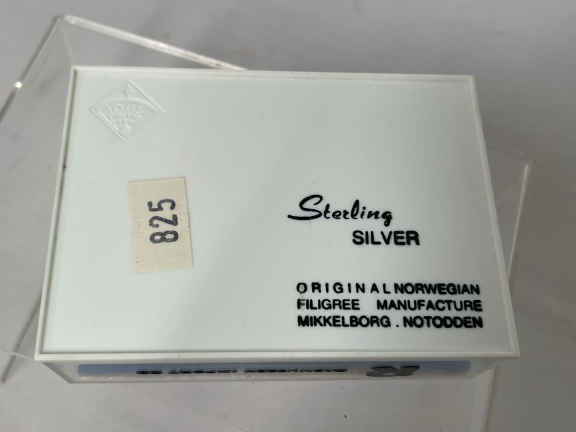 825
Sterling
SILVER
ORIGINAL NORWEGIAN
FILIGREE MANUFACTURE
MIKKELBORG . NOTODDEN